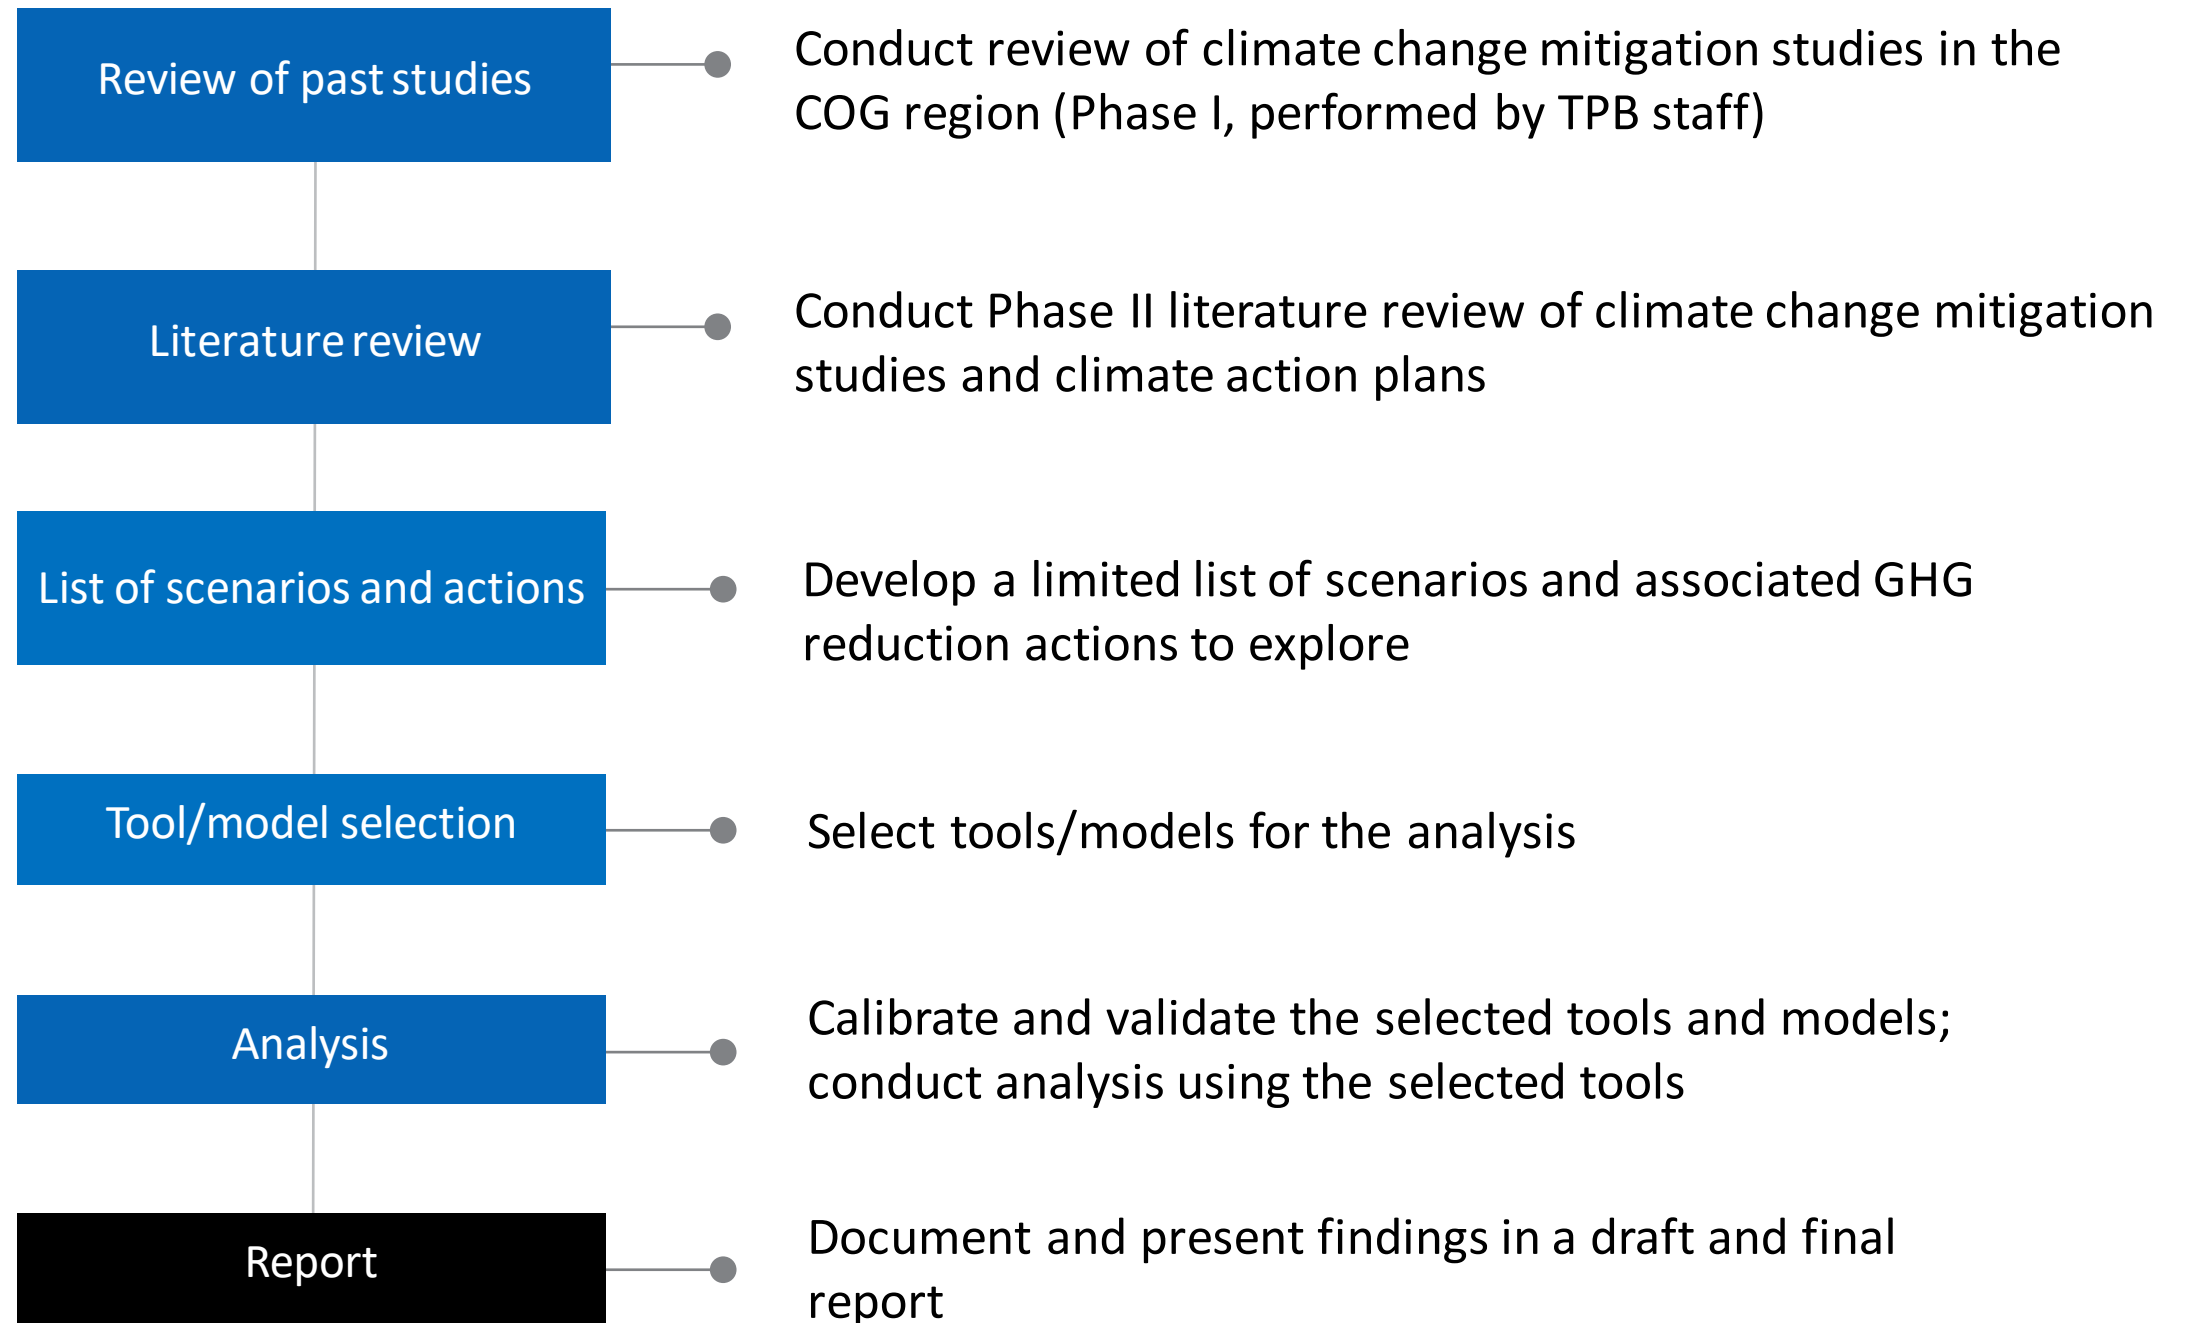 Review of past studies
Conduct review of climate change mitigation studies in the
COG region (Phase I, performed by TPB staff)
Literature review
Conduct Phase II literature review of climate change mitigation
studies and climate action plans
List of scenarios and actions
Develop a limited list of scenarios and associated GHG
reduction actions to explore
Tool/model selection
Select tools/models for the analysis
Analysis
Calibrate and validate the selected tools and models;
conduct analysis using the selected tools
Report
Document and present findings in a draft and final
report